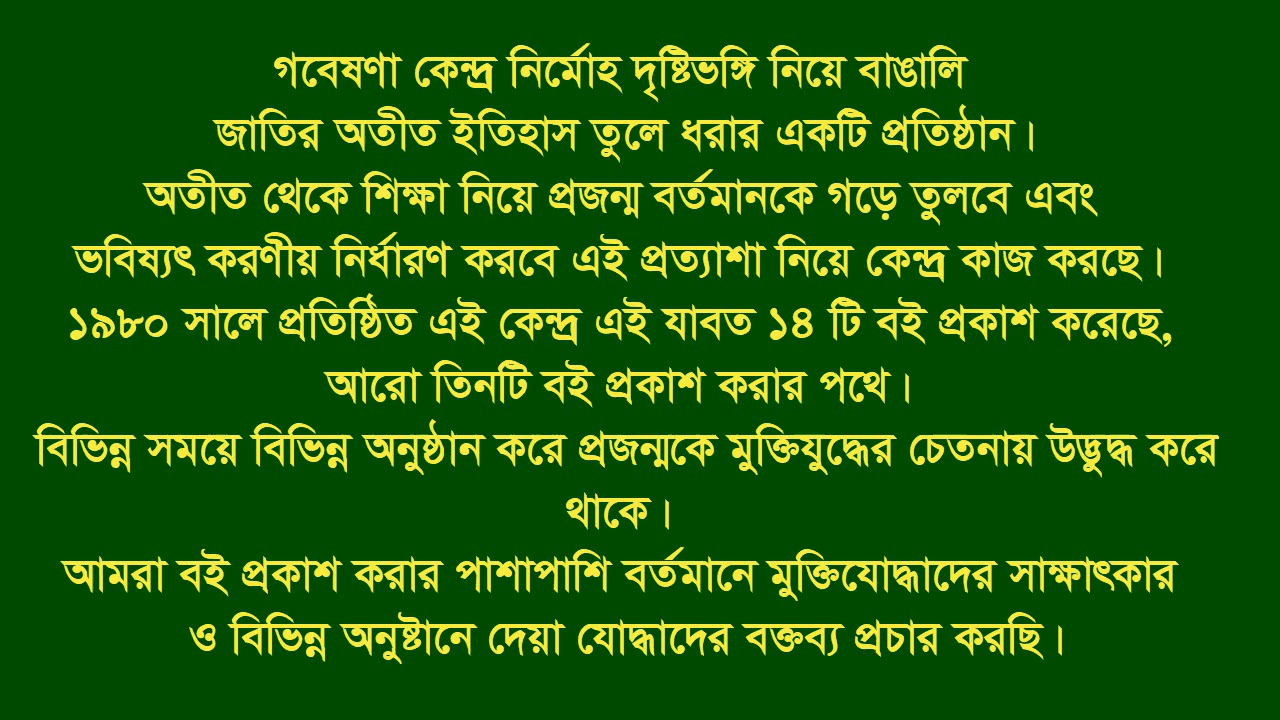 গবেষণা কেন্দ্র নির্মোহ দৃষ্টিভঙ্গি নিয়ে বাঙালি
জাতির অতীত ইতিহাস তুলে ধরার একটি প্রতিষ্ঠান।
অতীত থেকে শিক্ষা নিয়ে প্রজন্ম বর্তমানকে গড়ে তুলবে এবং
ভবিষ্যৎ করণীয় নির্ধারণ করবে এই প্রত্যাশা নিয়ে কেন্দ্র কাজ করছে।
১৯৮০ সালে প্রতিষ্ঠিত এই কেন্দ্র এই যাবত ১৪ টি বই প্রকাশ করেছে,
আরো তিনটি বই প্রকাশ করার পথে।
বিভিন্ন সময়ে বিভিন্ন অনুষ্ঠান করে প্রজন্মকে মুক্তিযুদ্ধের চেতনায় উদ্ভুদ্ধ করে
থাকে।
আমরা বই প্রকাশ করার পাশাপাশি বর্তমানে মুক্তিযোদ্ধাদের সাক্ষাৎকার
ও বিভিন্ন অনুষ্টানে দেয়া যোদ্ধাদের বক্তব্য প্রচার করছি।